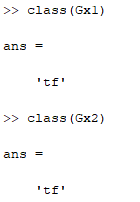 >> class(Gx1)
ans =
'tf'
>> class(Gx2)
ans =
'tf'